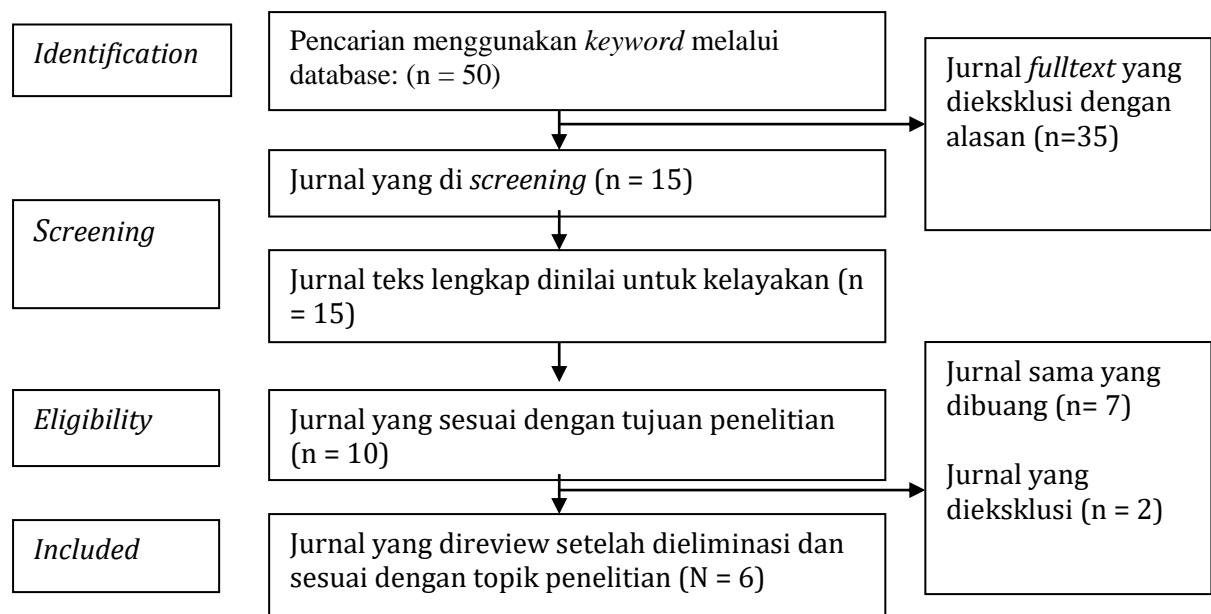 Identification
Pencarian menggunakan keyword melalui
database: (n = 50)
Jurnal fulltext yang
dieksklusi dengan
alasan (n=35)
Jurnal yang di screening (n = 15)
Screening
Jurnal teks lengkap dinilai untuk kelayakan (n
= 15)
Eligibility
Jurnal yang sesuai dengan tujuan penelitian
(n = 10)
Jurnal sama yang
dibuang (n= 7)
Jurnal yang
dieksklusi (n = 2)
Included
Jurnal yang direview setelah dieliminasi dan
sesuai dengan topik penelitian (N = 6)